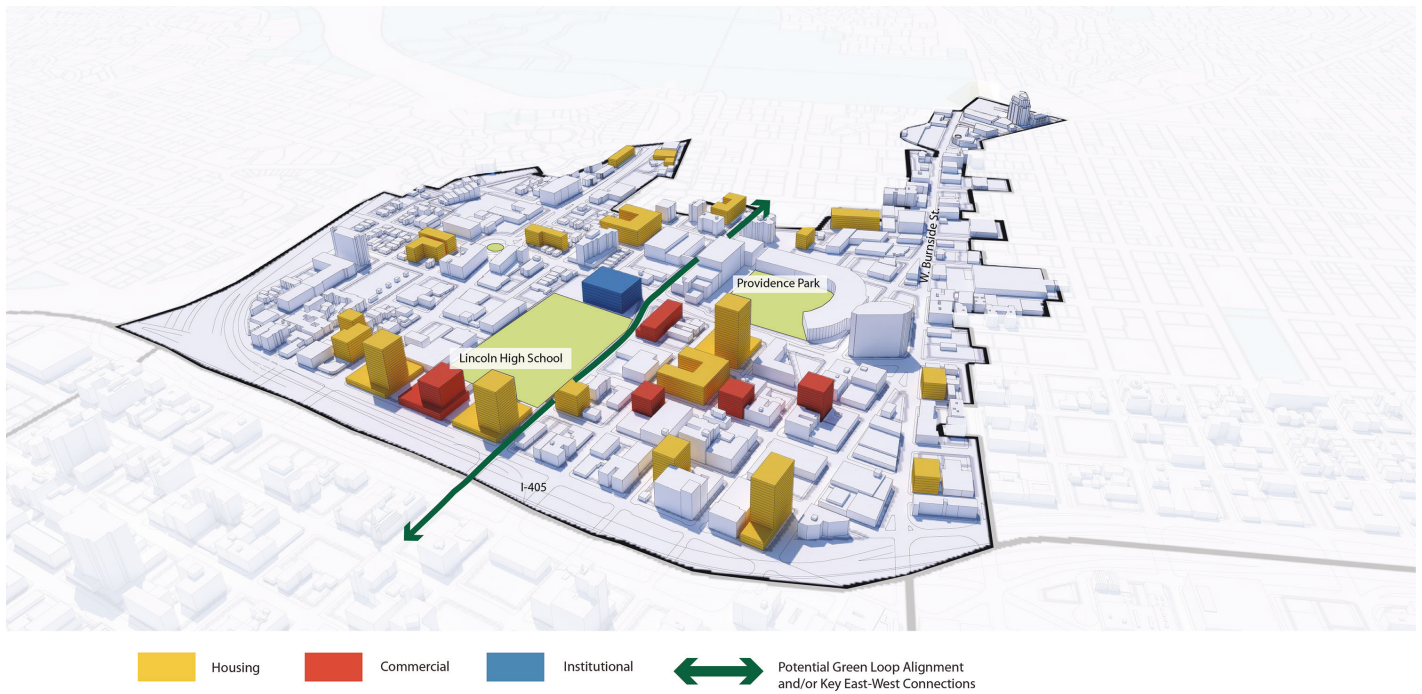 W. Burnside St.
Providence Park
Lincoln High School
I-405
Housing
Commercial
Institutional
Potential Green Loop Alignment
and/or Key East-West Connections